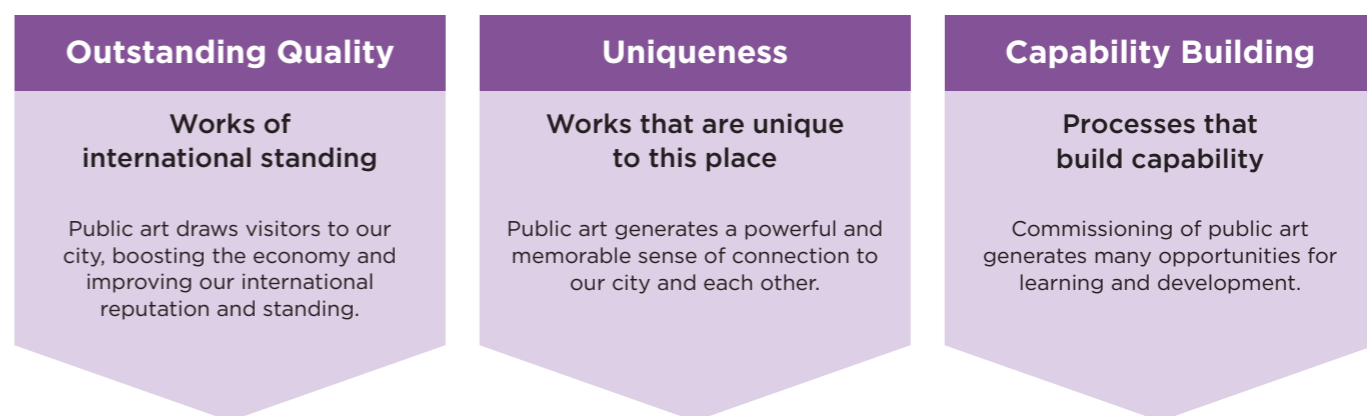 Outstanding Quality
Works of
international standing
Public art draws visitors to our
city, boosting the economy and
improving our international
reputation and standing.
Uniqueness
Works that are unique
to this place
Public art generates a powerful and
memorable sense of connection to
our city and each other.
Capability Building
Processes that
build capability
Commissioning of public art
generates many opportunities for
learning and development.